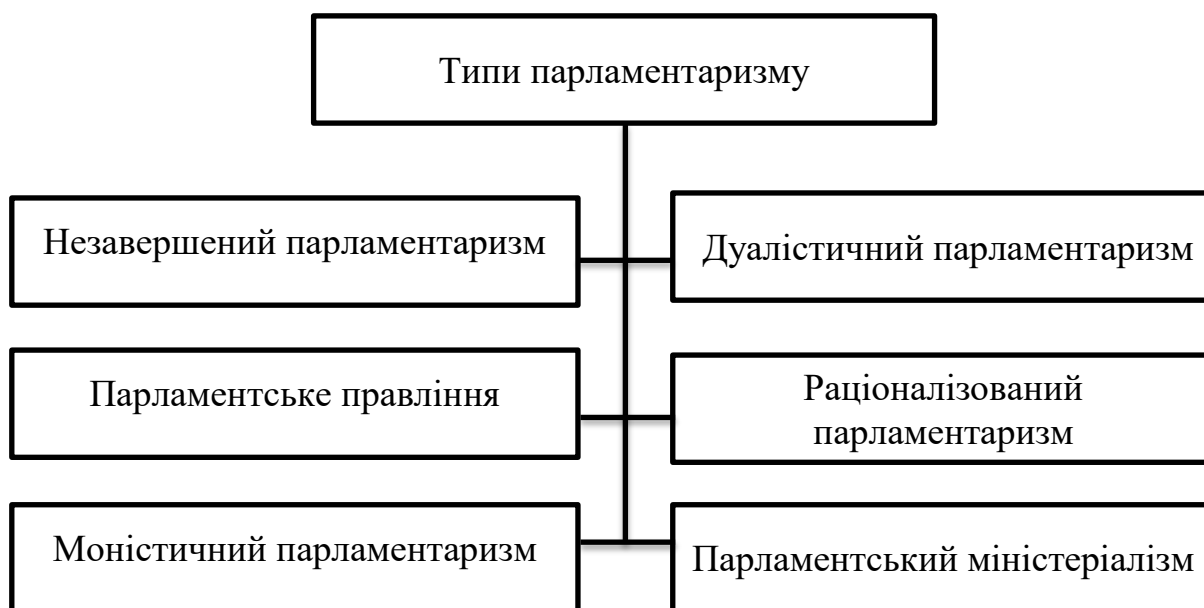 Типи парламентаризму
Незавершений парламентаризм
Дуалістичний парламентаризм
Парламентське правління
Раціоналізований
парламентаризм
Моністичний парламентаризм
Парламентський міністеріалізм